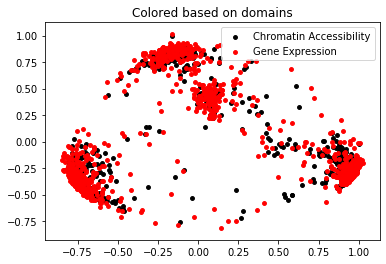 Colored based on domains
Chromatin Accessibility
Gene Expression
1.00
0.75
0.50
0.25
0.00
−0.25
−0.50
−0.75
−0.75 −0.50 −0.25 0.00 0.25 0.50 0.75 1.00